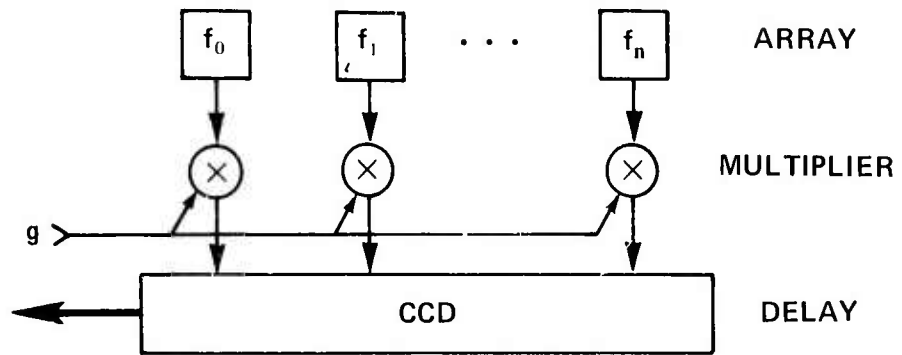 f₀ f₁ . . . fₙ ARRAY
× × × MULTIPLIER
g
CCD DELAY